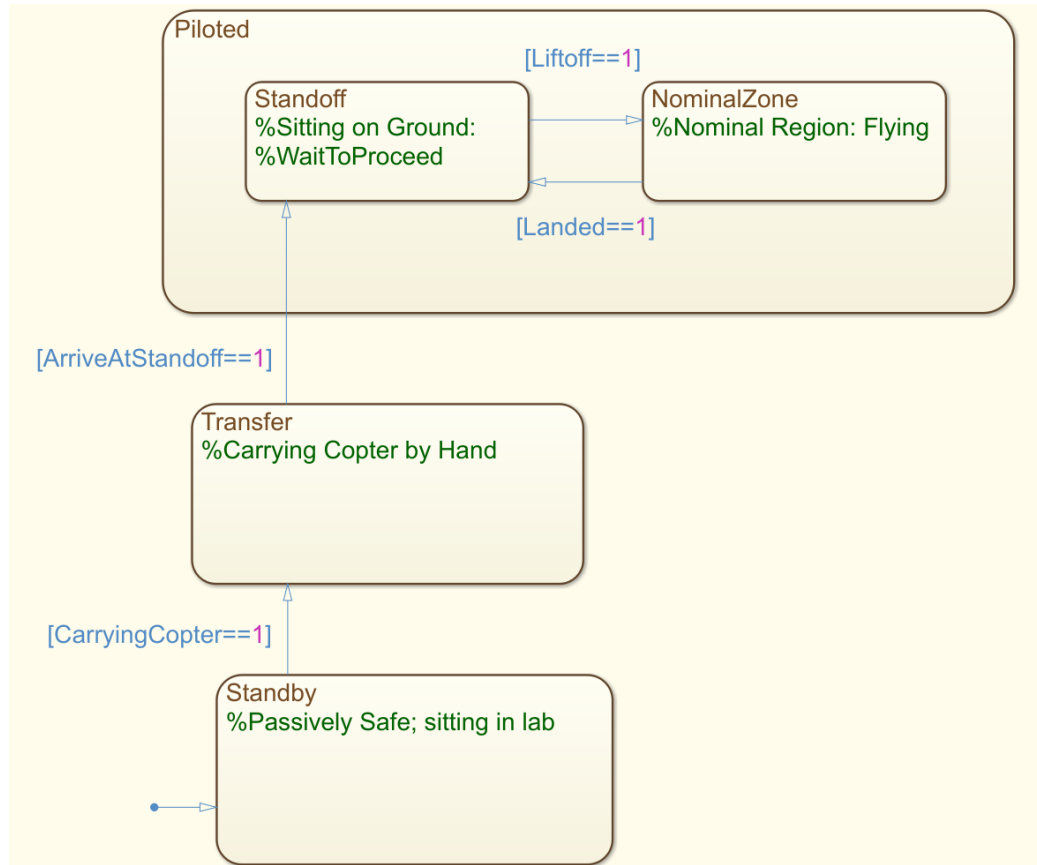 Piloted
[Liftoff==1]
Standoff
%Sitting on Ground:
%WaitToProceed
NominalZone
%Nominal Region: Flying
[Landed==1]
[ArriveAtStandoff==1]
Transfer
%Carrying Copter by Hand
[CarryingCopter==1]
Standby
%Passively Safe; sitting in lab